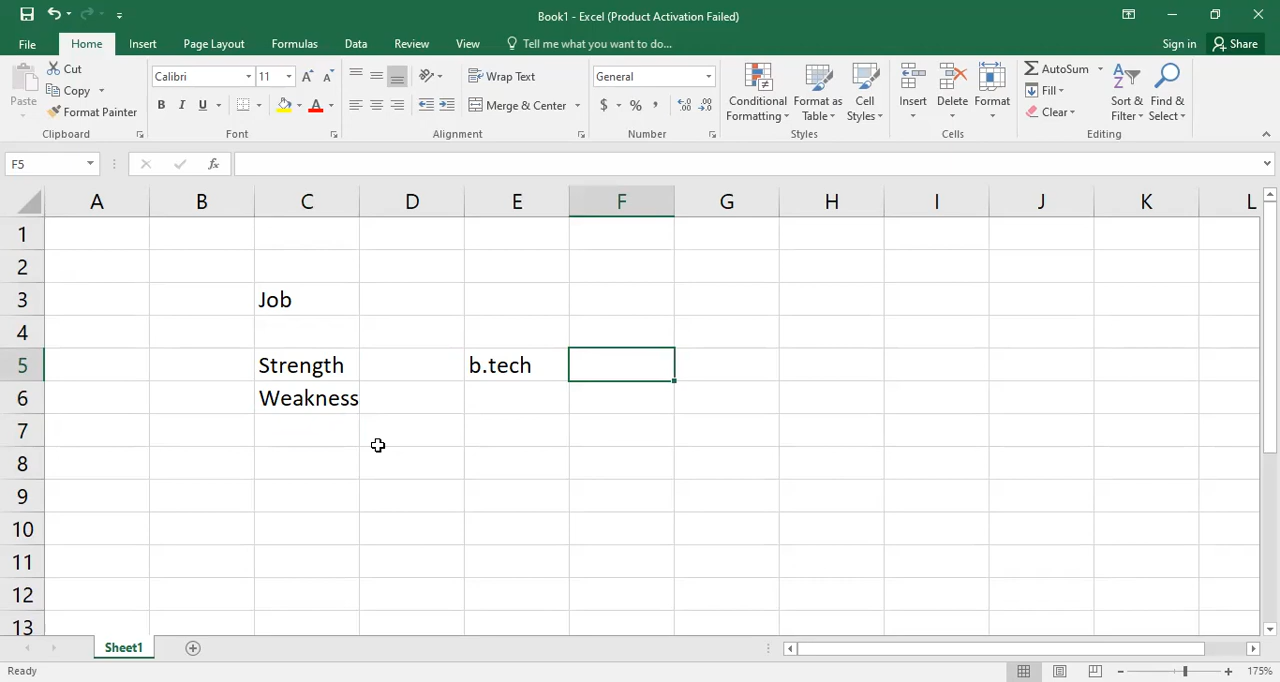 Book1 - Excel (Product Activation Failed)
File Home Insert Page Layout Formulas Data Review View Tell me what you want to do... Sign in Share
Paste Cut Copy Format Painter
Calibri 11
B I U A
Wrap Text
Merge & Center
General
$ % ,
Conditional Formatting Format as Table Cell Styles
Insert Delete Format
AutoSum
Fill
Clear
Sort & Filter Find & Select
Clipboard Font Alignment Number Styles Cells Editing
F5 fx
A B C D E F G H I J K L
1
2
3 Job
4
5 Strength b.tech
6 Weakness
7
8
9
10
11
12
13
Sheet1
Ready 175%